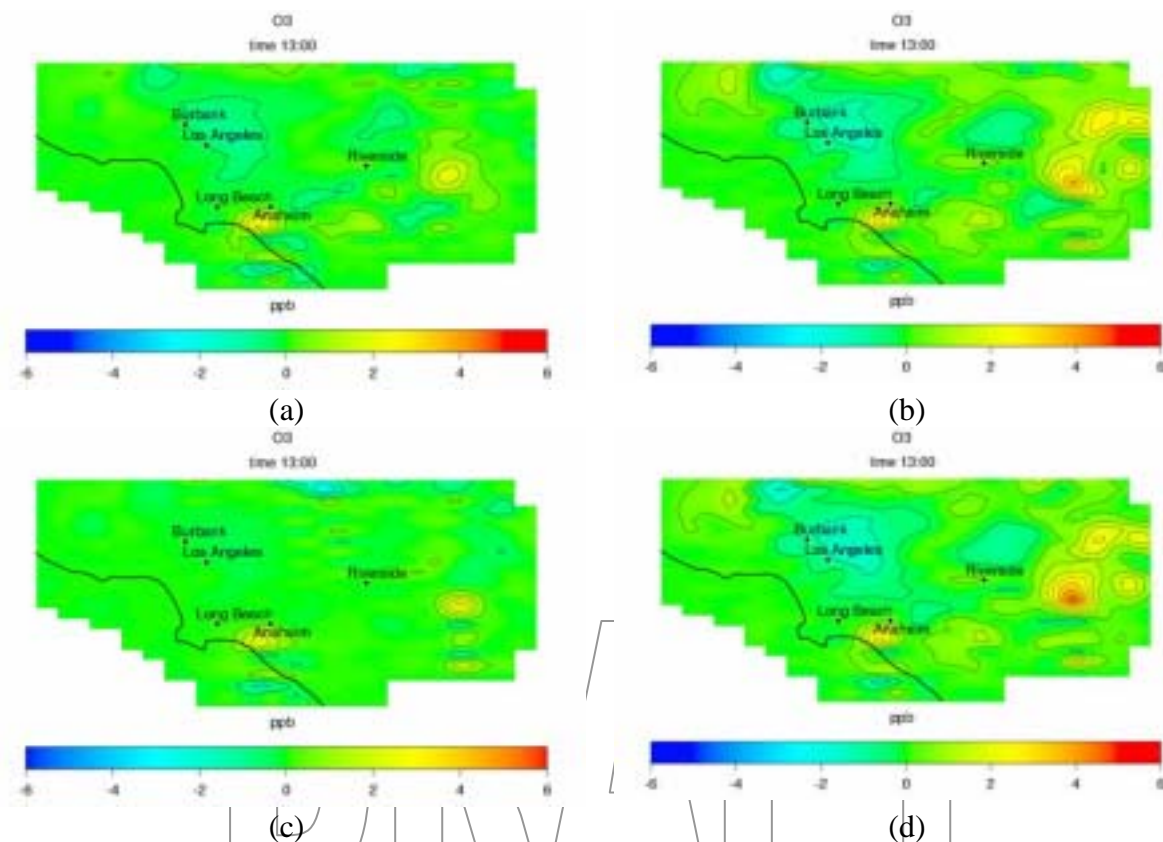 O3
time 13:00
Burbank
Los Angeles
Riverside
Long Beach
Anaheim
ppb
-6 -4 -2 0 2 4 6
(a)
O3
time 13:00
Burbank
Los Angeles
Riverside
Long Beach
Anaheim
ppb
-6 -4 -2 0 2 4 6
(b)
O3
time 13:00
Burbank
Los Angeles
Riverside
Long Beach
Anaheim
ppb
-6 -4 -2 0 2 4 6
(c)
O3
time 13:00
Burbank
Los Angeles
Riverside
Long Beach
Anaheim
ppb
-6 -4 -2 0 2 4 6
(d)